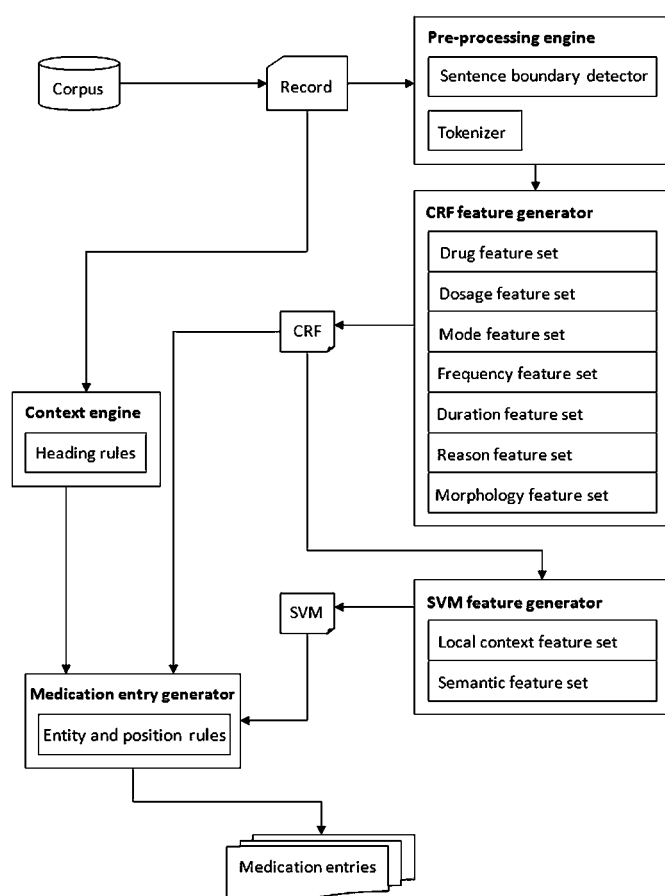 Corpus
Record
Pre-processing engine
Sentence boundary detector
Tokenizer
CRF feature generator
Drug feature set
Dosage feature set
Mode feature set
Frequency feature set
Duration feature set
Reason feature set
Morphology feature set
CRF
Context engine
Heading rules
SVM feature generator
Local context feature set
Semantic feature set
SVM
Medication entry generator
Entity and position rules
Medication entries